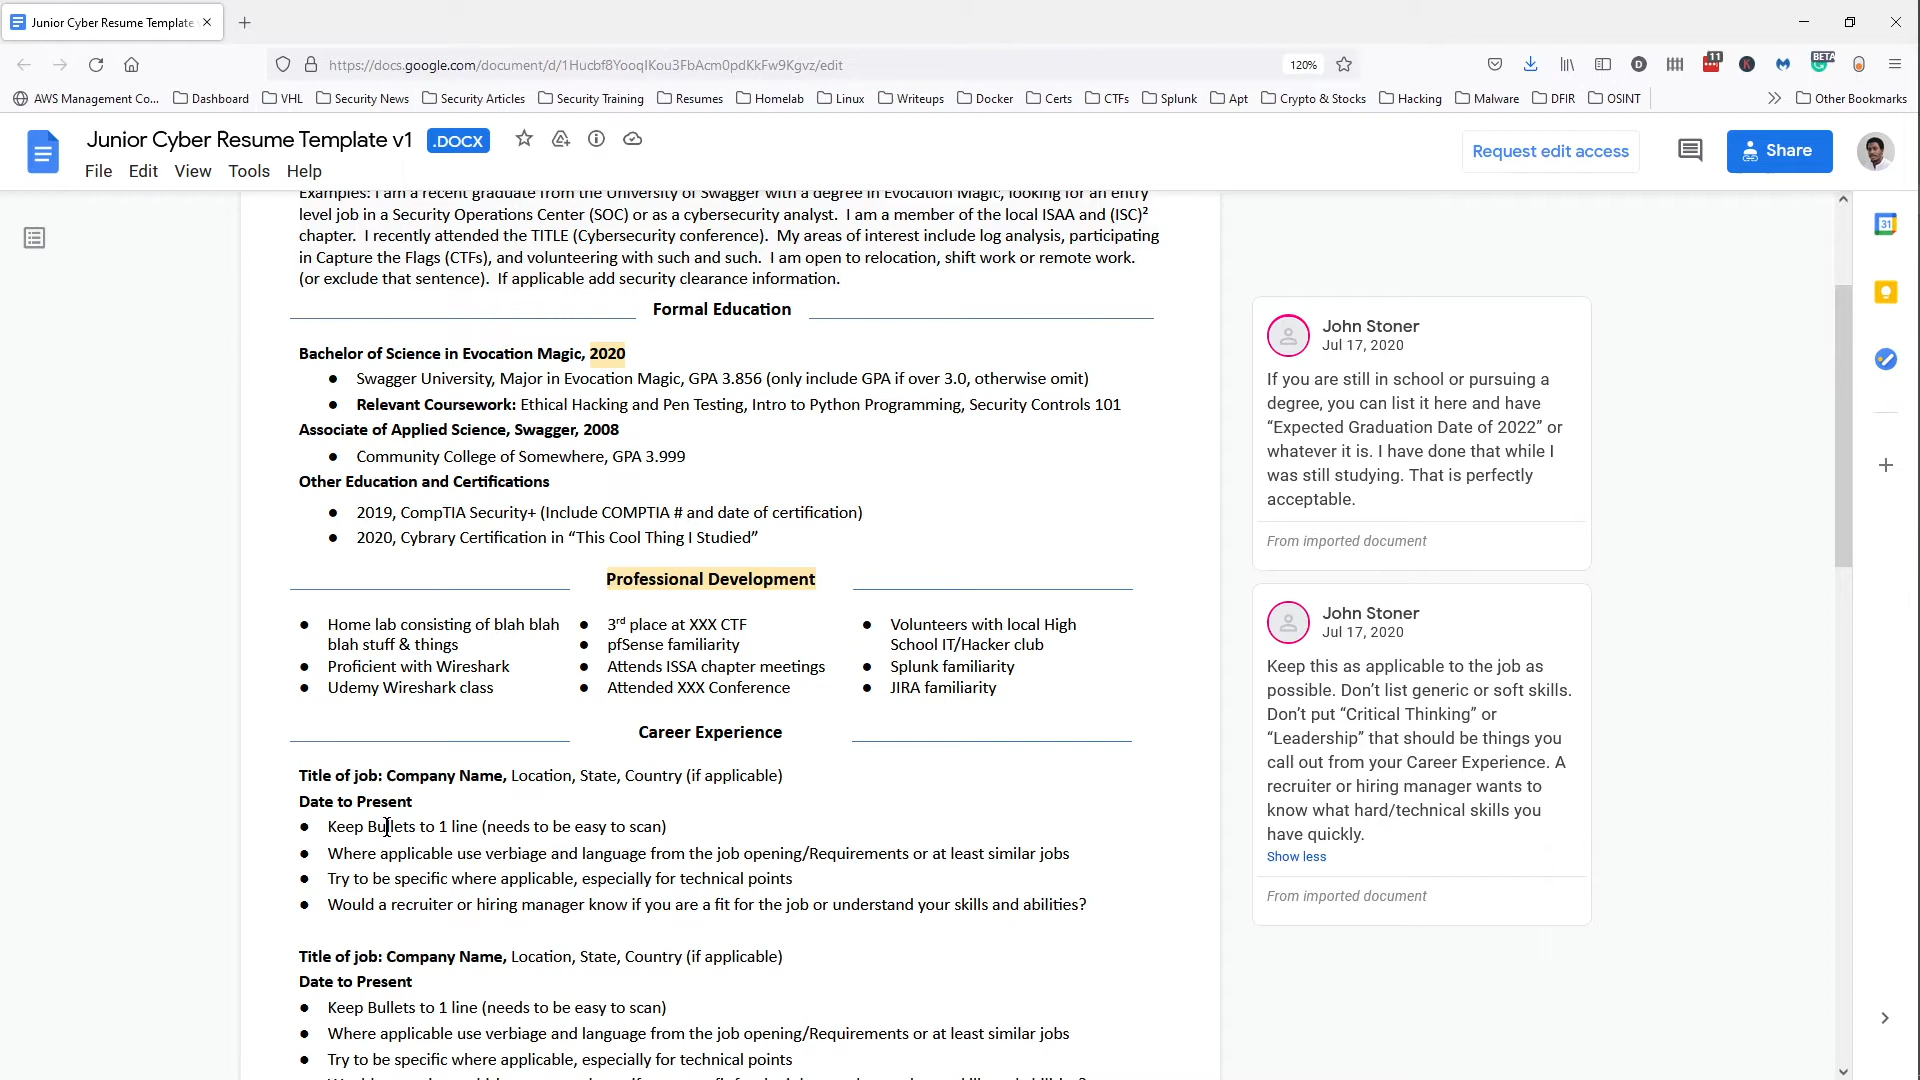 Junior Cyber Resume Template
https://docs.google.com/document/d/1Hucbf8YooqIKou3FbAcm0pdKkFw9Kgvz/edit
120%
11
BETA
AWS Management Co...
Dashboard
VHL
Security News
Security Articles
Security Training
Resumes
Homelab
Linux
Writeups
Docker
Certs
CTFs
Splunk
Apt
Crypto & Stocks
Hacking
Malware
DFIR
OSINT
Other Bookmarks
Junior Cyber Resume Template v1
.DOCX
File Edit View Tools Help
Request edit access
Share
Examples: I am a recent graduate from the University of Swagger with a degree in Evocation Magic, looking for an entry
level job in a Security Operations Center (SOC) or as a cybersecurity analyst. I am a member of the local ISAA and (ISC)²
chapter. I recently attended the TITLE (Cybersecurity conference). My areas of interest include log analysis, participating
in Capture the Flags (CTFs), and volunteering with such and such. I am open to relocation, shift work or remote work.
(or exclude that sentence). If applicable add security clearance information.
Formal Education
Bachelor of Science in Evocation Magic, 2020
● Swagger University, Major in Evocation Magic, GPA 3.856 (only include GPA if over 3.0, otherwise omit)
● Relevant Coursework: Ethical Hacking and Pen Testing, Intro to Python Programming, Security Controls 101
Associate of Applied Science, Swagger, 2008
● Community College of Somewhere, GPA 3.999
Other Education and Certifications
● 2019, CompTIA Security+ (Include COMPTIA # and date of certification)
● 2020, Cybrary Certification in “This Cool Thing I Studied”
Professional Development
● Home lab consisting of blah blah
blah stuff & things
● Proficient with Wireshark
● Udemy Wireshark class
● 3rd place at XXX CTF
● pfSense familiarity
● Attends ISSA chapter meetings
● Attended XXX Conference
● Volunteers with local High
School IT/Hacker club
● Splunk familiarity
● JIRA familiarity
Career Experience
Title of job: Company Name, Location, State, Country (if applicable)
Date to Present
● Keep Bullets to 1 line (needs to be easy to scan)
● Where applicable use verbiage and language from the job opening/Requirements or at least similar jobs
● Try to be specific where applicable, especially for technical points
● Would a recruiter or hiring manager know if you are a fit for the job or understand your skills and abilities?
Title of job: Company Name, Location, State, Country (if applicable)
Date to Present
● Keep Bullets to 1 line (needs to be easy to scan)
● Where applicable use verbiage and language from the job opening/Requirements or at least similar jobs
● Try to be specific where applicable, especially for technical points
John Stoner
Jul 17, 2020
If you are still in school or pursuing a
degree, you can list it here and have
“Expected Graduation Date of 2022” or
whatever it is. I have done that while I
was still studying. That is perfectly
acceptable.
From imported document
John Stoner
Jul 17, 2020
Keep this as applicable to the job as
possible. Don’t list generic or soft skills.
Don’t put “Critical Thinking” or
“Leadership” that should be things you
call out from your Career Experience. A
recruiter or hiring manager wants to
know what hard/technical skills you
have quickly.
Show less
From imported document
31